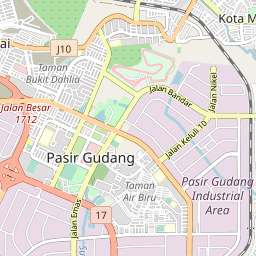 Kota M
ai
J10
Taman
Bukit Dahlia
Jalan Bandar
Jalan Nikel
Jalan Besar
1712
Jalan Keluli 10
Pasir Gudang
Taman
Air Biru
Pasir Gudang
Industrial
Area
Jalan Emas
17